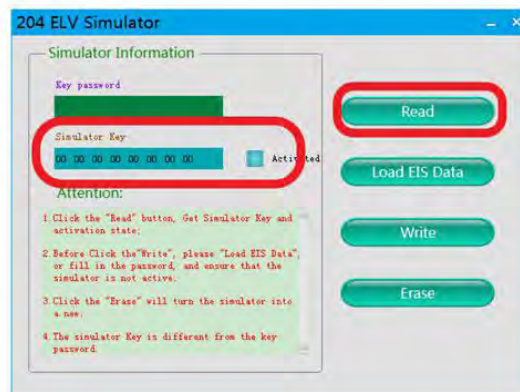 204 ELV Simulator
Simulator Information
Key password
Simulator Key
00 00 00 00 00 00 00 00
Activated
Attention:
1.Click the "Read" button, Get Simulator Key and
activation state;
2.Before Click the"Write", please "Load EIS Data",
or fill in the password, and ensure that the
simulator is not active.
3.Click the "Erase" will turn the simulator into
a new.
4.The simulator Key is different from the key
password.
Read
Load EIS Data
Write
Erase